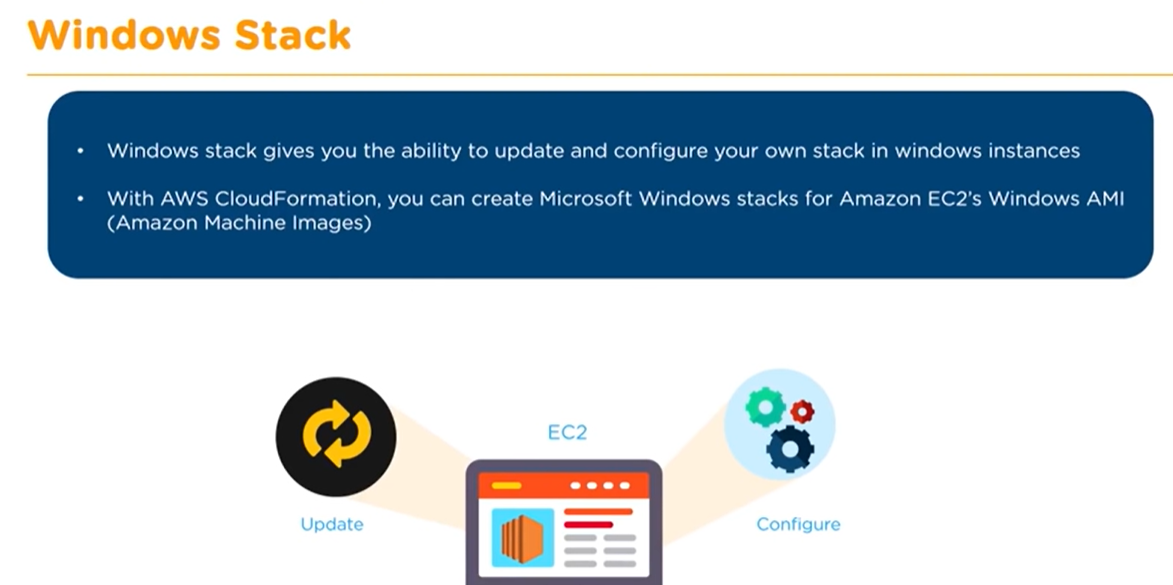 Windows Stack
• Windows stack gives you the ability to update and configure your own stack in windows instances
• With AWS CloudFormation, you can create Microsoft Windows stacks for Amazon EC2's Windows AMI
(Amazon Machine Images)
EC2
Update
Configure